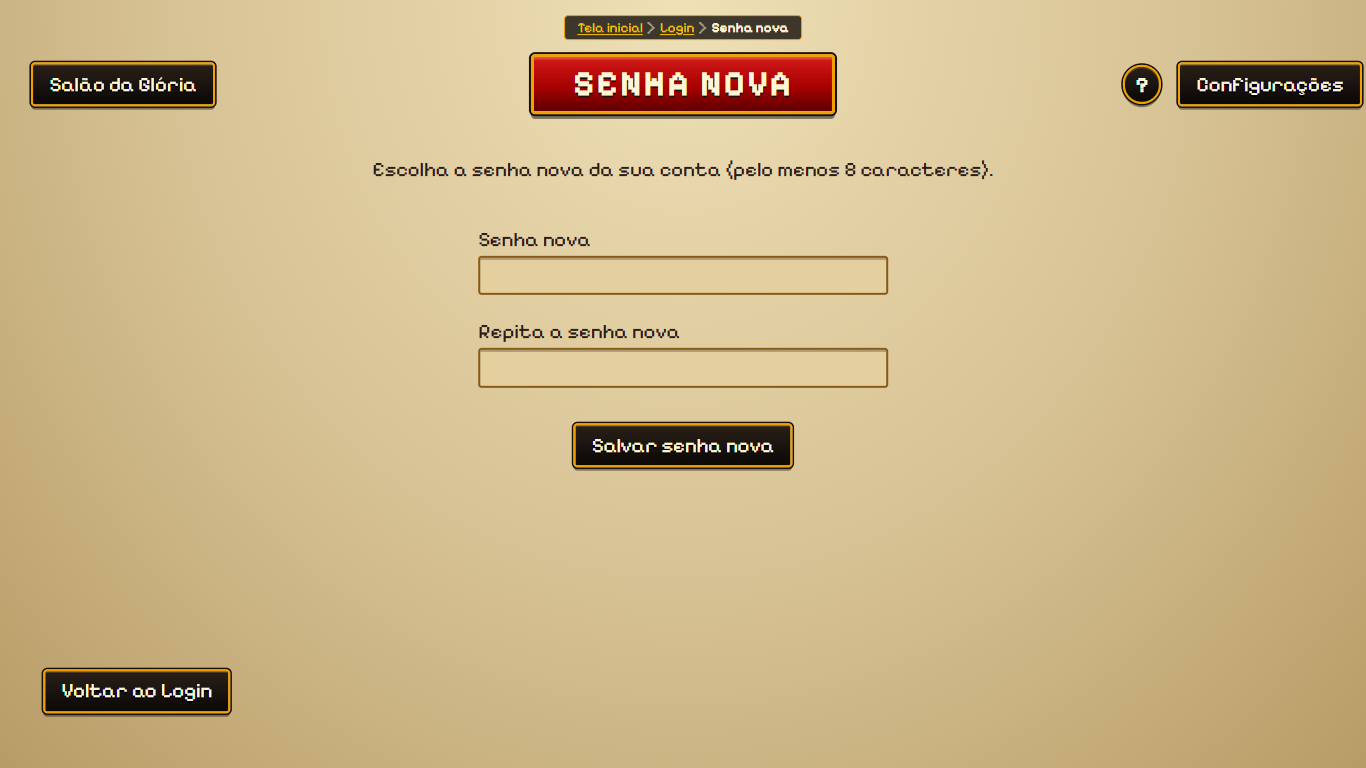 Tela inicial > Login > Senha nova
Salão da Glória
SENHA NOVA
?
Configurações
Escolha a senha nova da sua conta (pelo menos 8 caracteres).
Senha nova
Repita a senha nova
Salvar senha nova
Voltar ao Login